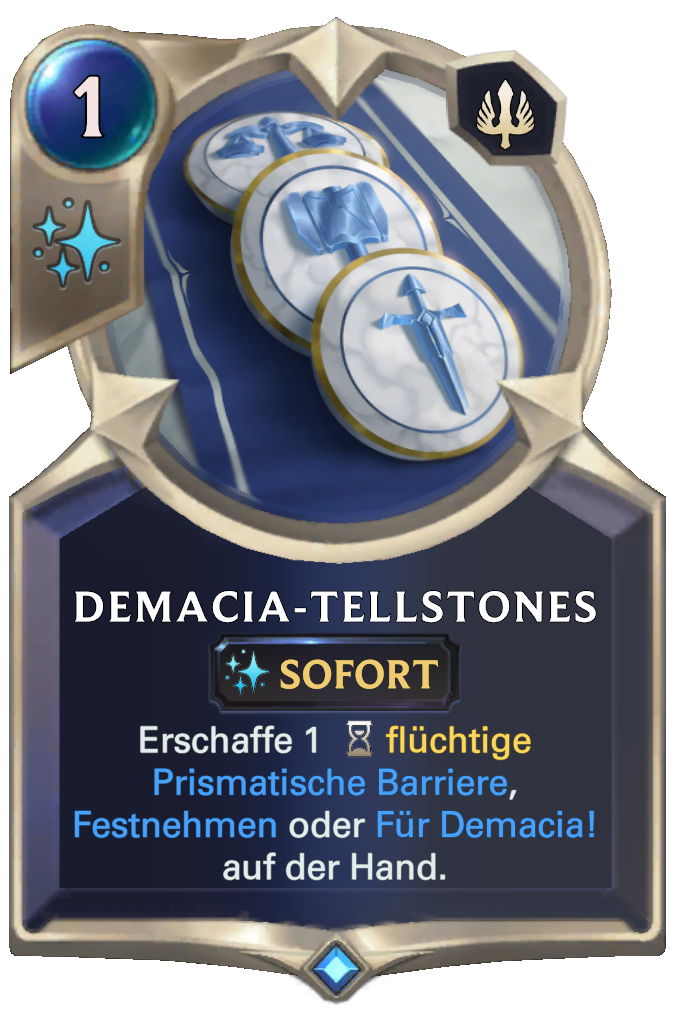 1
DEMACIA-TELLSTONES
SOFORT
Erschaffe 1 flüchtige
Prismatische Barriere,
Festnehmen oder Für Demacia!
auf der Hand.